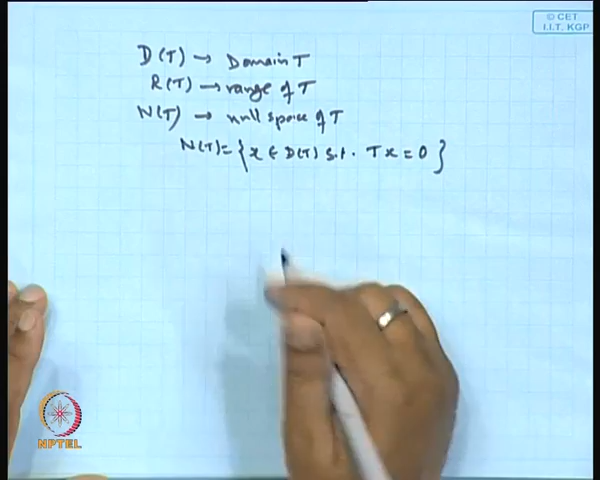 © CET
I.I.T. KGP
D(T) → Domain T
R(T) → range of T
N(T) → null space of T
N(T) = { x ∈ D(T) s.t. Tx = 0 }
NPTEL